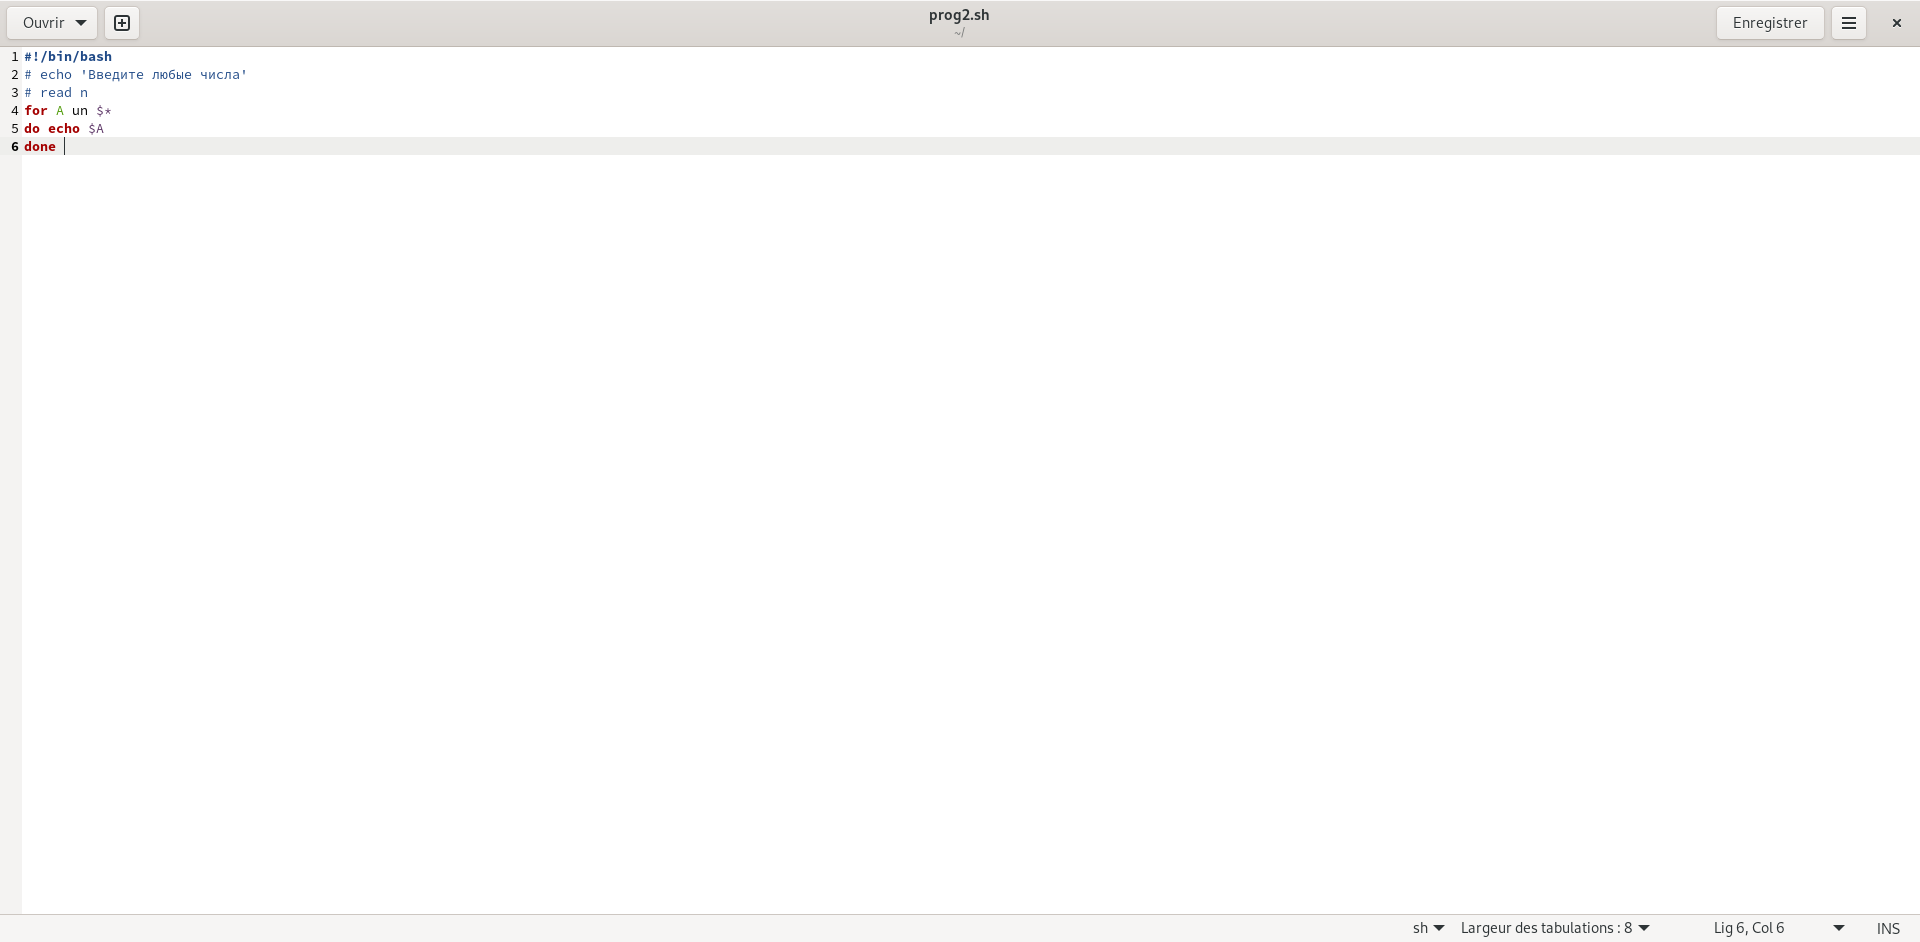 Ouvrir
prog2.sh
~/
Enregistrer
1 #!/bin/bash
2 # echo 'Введите любые числа'
3 # read n
4 for A un $*
5 do echo $A
6 done
sh Largeur des tabulations : 8 Lig 6, Col 6 INS